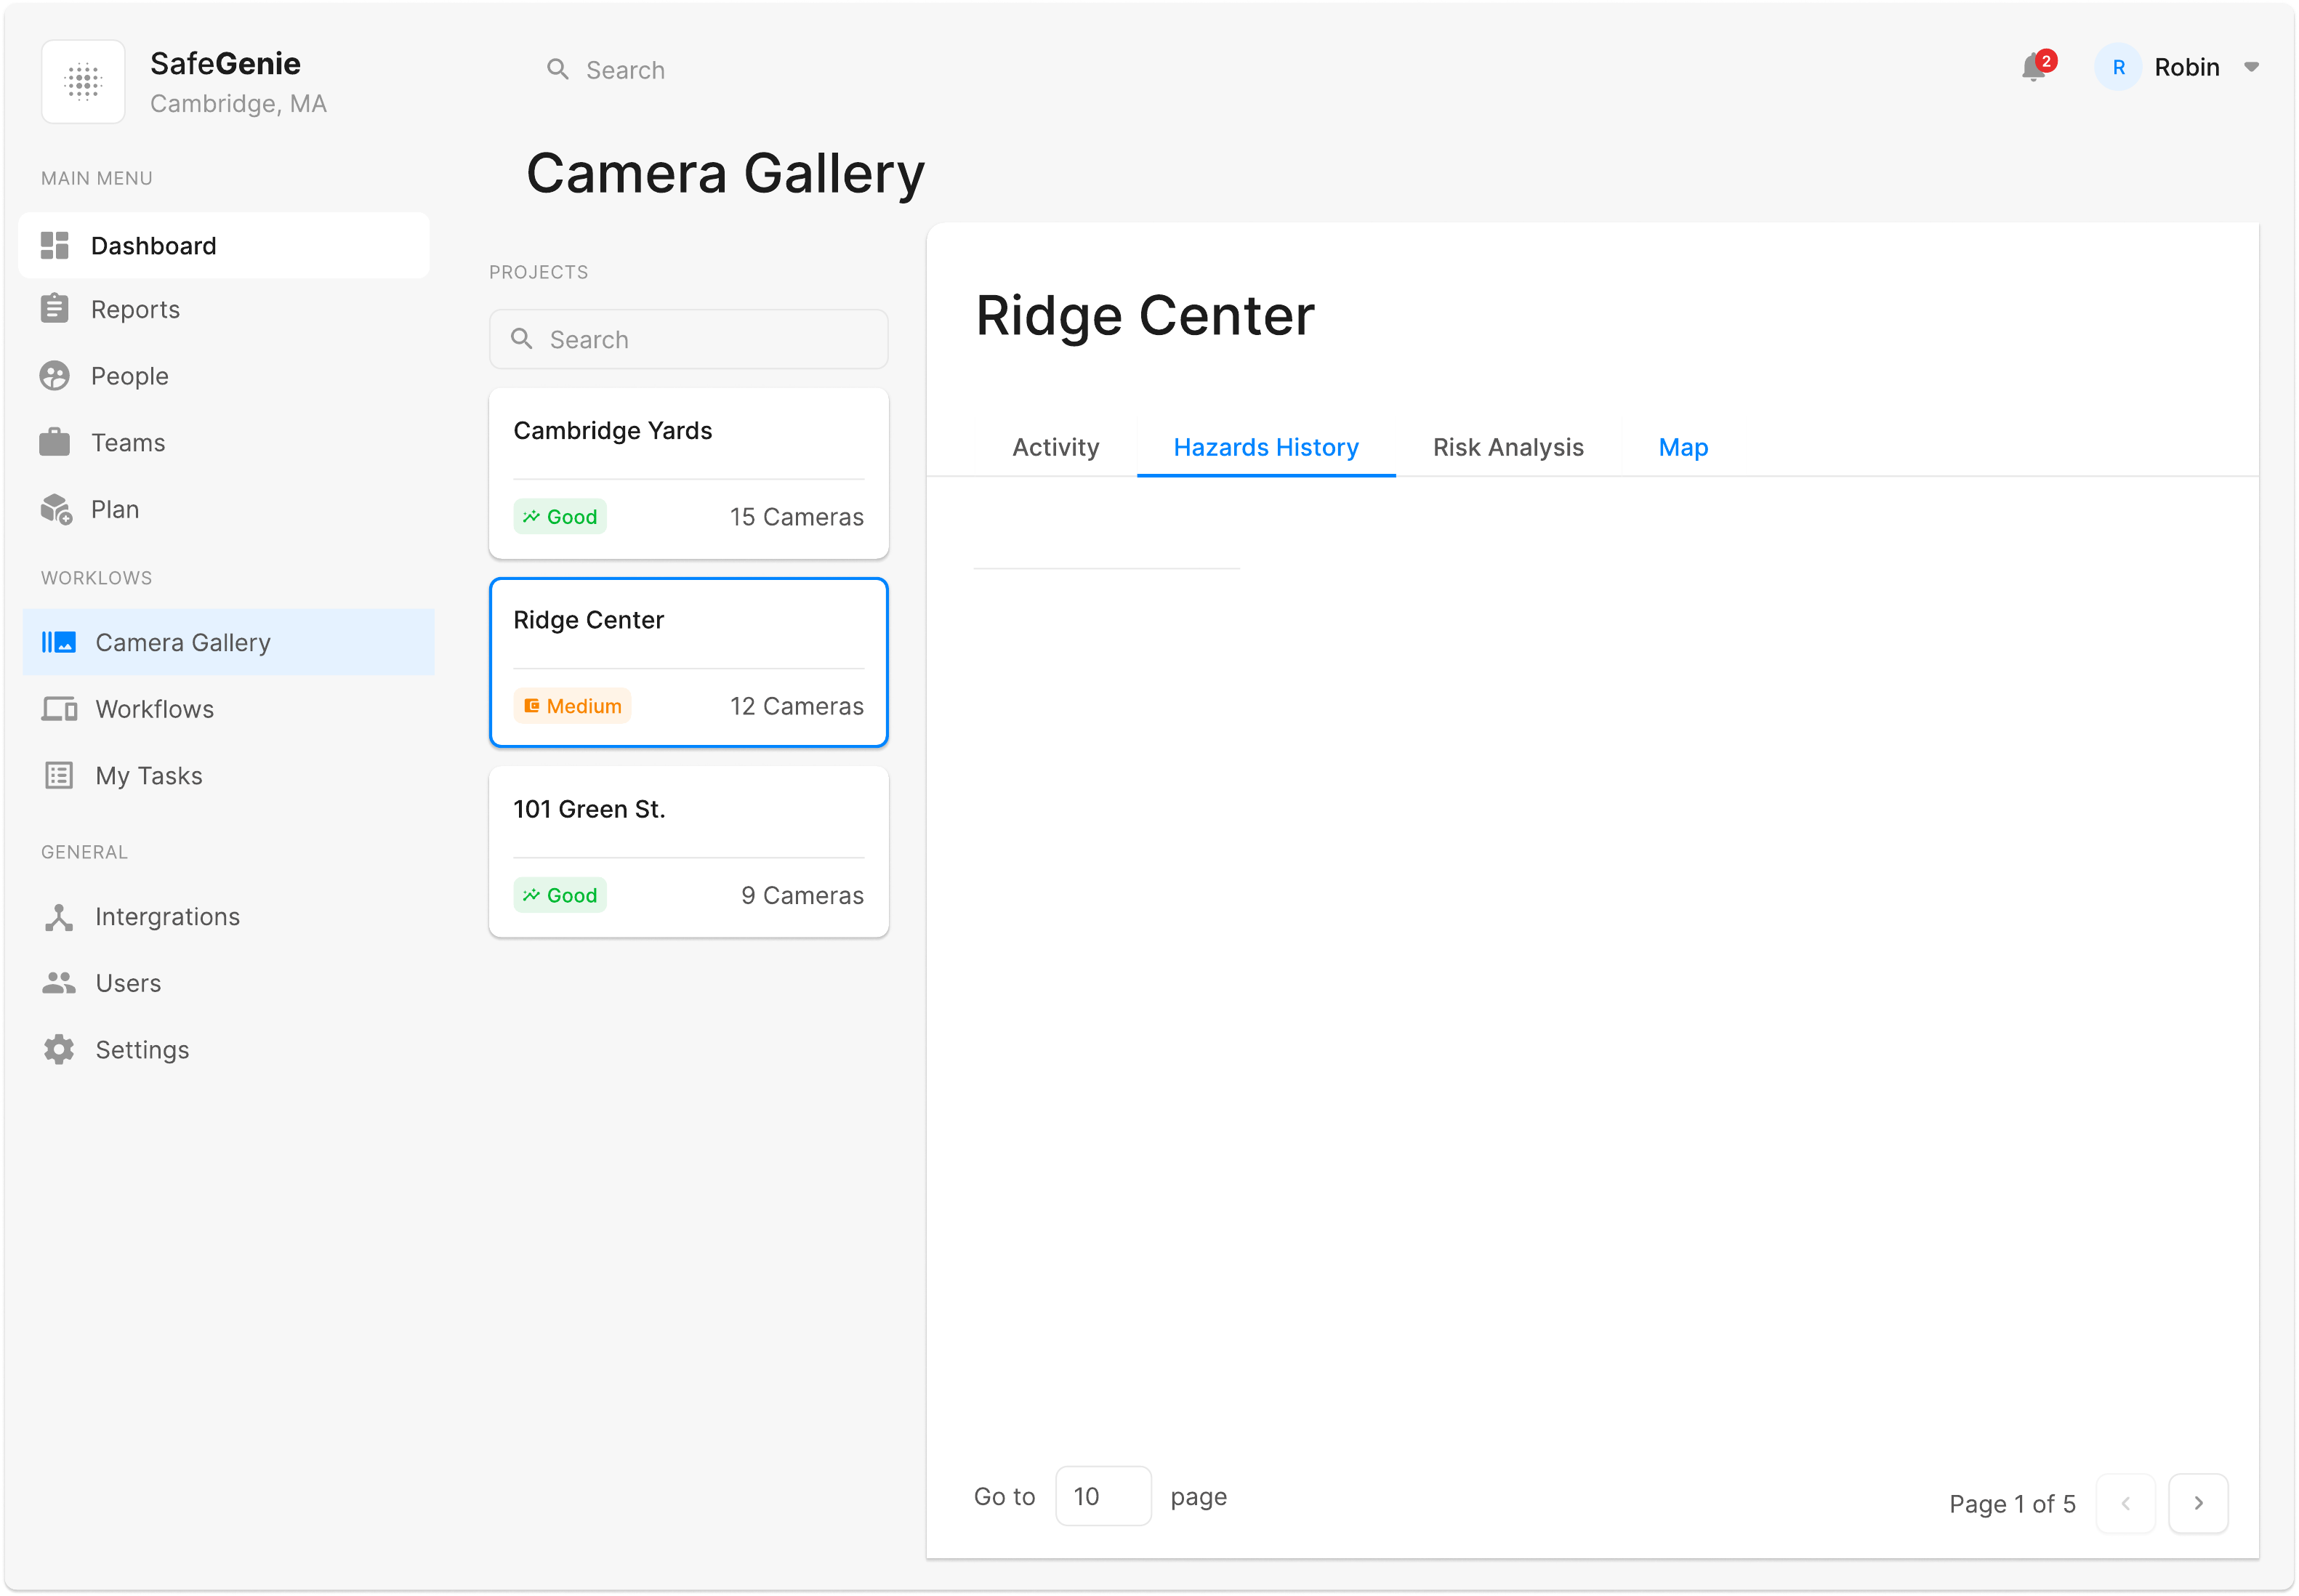 SafeGenie
Cambridge, MA
Search
2
R
Robin
MAIN MENU
Dashboard
Reports
People
Teams
Plan
WORKLOWS
Camera Gallery
Workflows
My Tasks
GENERAL
Intergrations
Users
Settings
Camera Gallery
PROJECTS
Search
Cambridge Yards
Good
15 Cameras
Ridge Center
Medium
12 Cameras
101 Green St.
Good
9 Cameras
Ridge Center
Activity
Hazards History
Risk Analysis
Map
Go to 10 page
Page 1 of 5